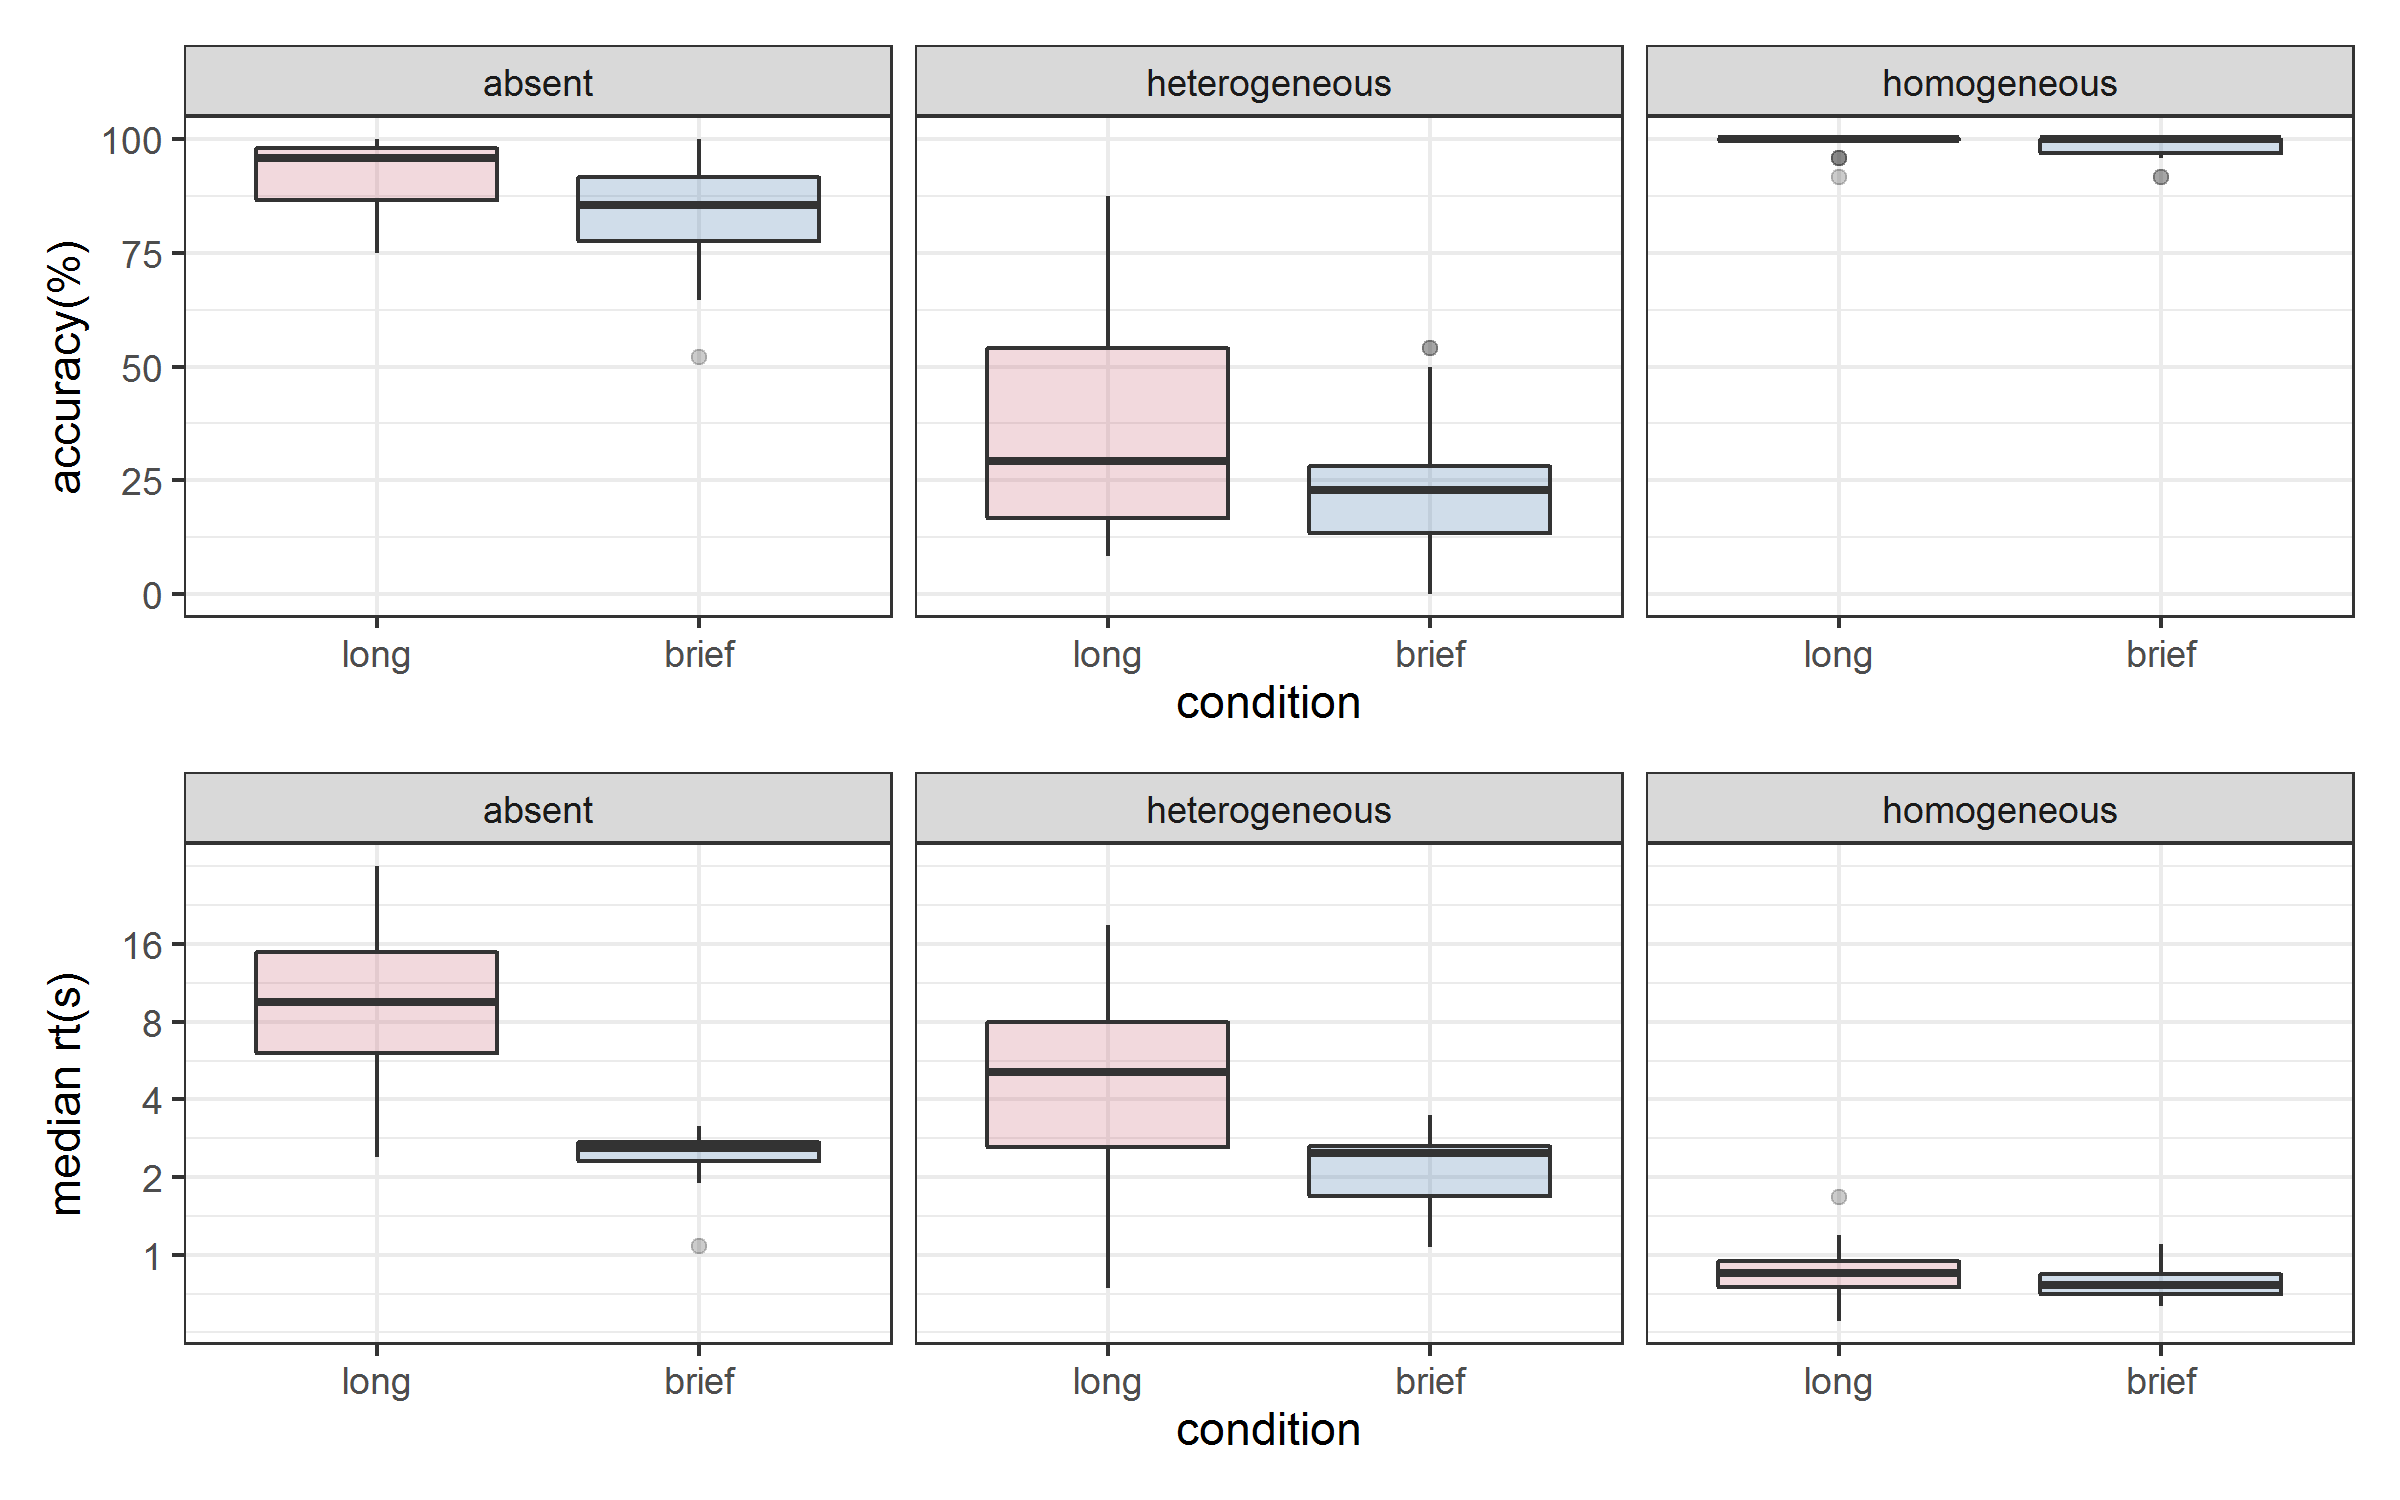 absent heterogeneous homogeneous
100
75
50
25
0
accuracy(%)
long brief long brief long brief
condition
absent heterogeneous homogeneous
16
8
4
2
1
median rt(s)
long brief long brief long brief
condition